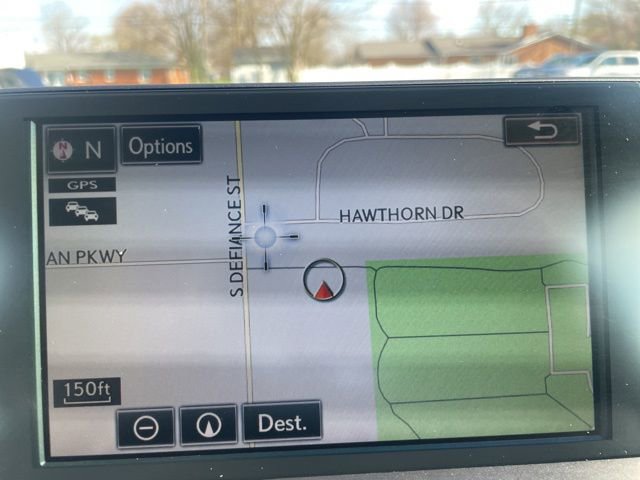 N N
Options
GPS
HAWTHORN DR
S DEFIANCE ST
AN PKWY
150ft
Dest.